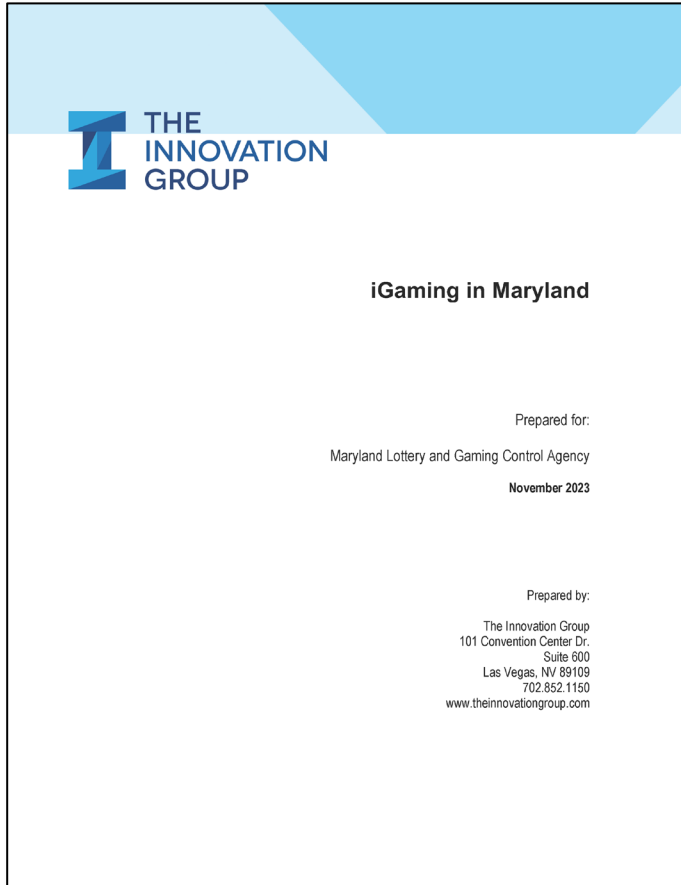 THE
INNOVATION
GROUP
iGaming in Maryland
Prepared for:
Maryland Lottery and Gaming Control Agency
November 2023
Prepared by:
The Innovation Group
101 Convention Center Dr.
Suite 600
Las Vegas, NV 89109
702.852.1150
www.theinnovationgroup.com